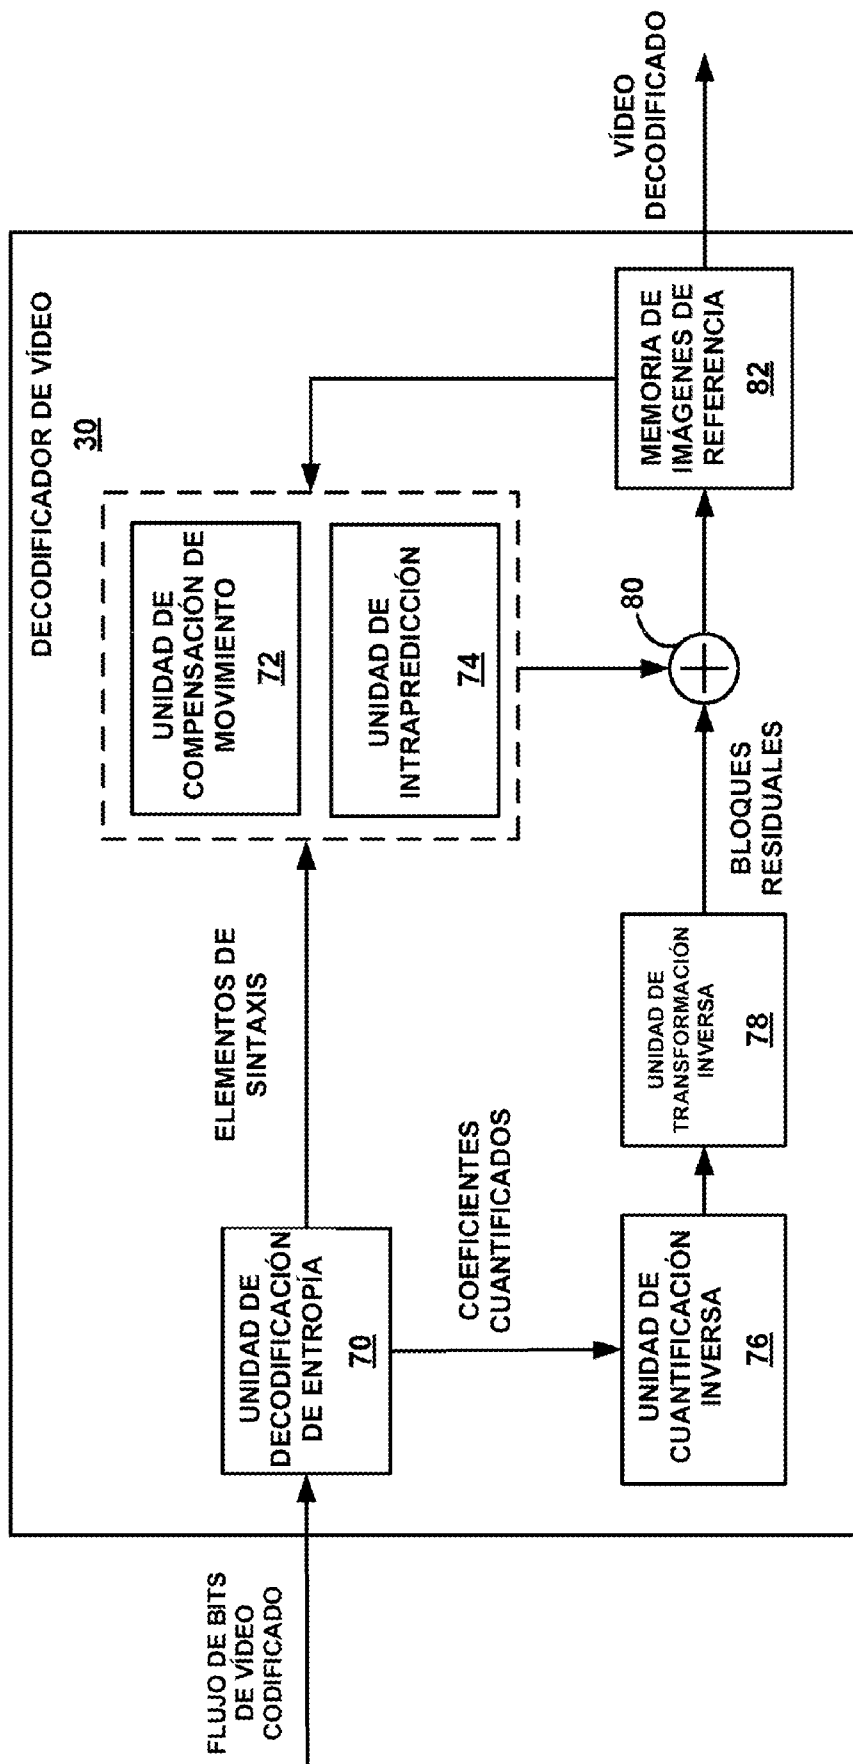 DECODIFICADOR DE VÍDEO
30
FLUJO DE BITS
DE VÍDEO
CODIFICADO
UNIDAD DE
DECODIFICACIÓN
DE ENTROPÍA
70
ELEMENTOS DE
SINTAXIS
UNIDAD DE
COMPENSACIÓN DE
MOVIMIENTO
72
UNIDAD DE
INTRAPREDICCIÓN
74
COEFICIENTES
CUANTIFICADOS
UNIDAD DE
CUANTIFICACIÓN
INVERSA
76
UNIDAD DE
TRANSFORMACIÓN
INVERSA
78
BLOQUES
RESIDUALES
80
MEMORIA DE
IMÁGENES DE
REFERENCIA
82
VÍDEO
DECODIFICADO